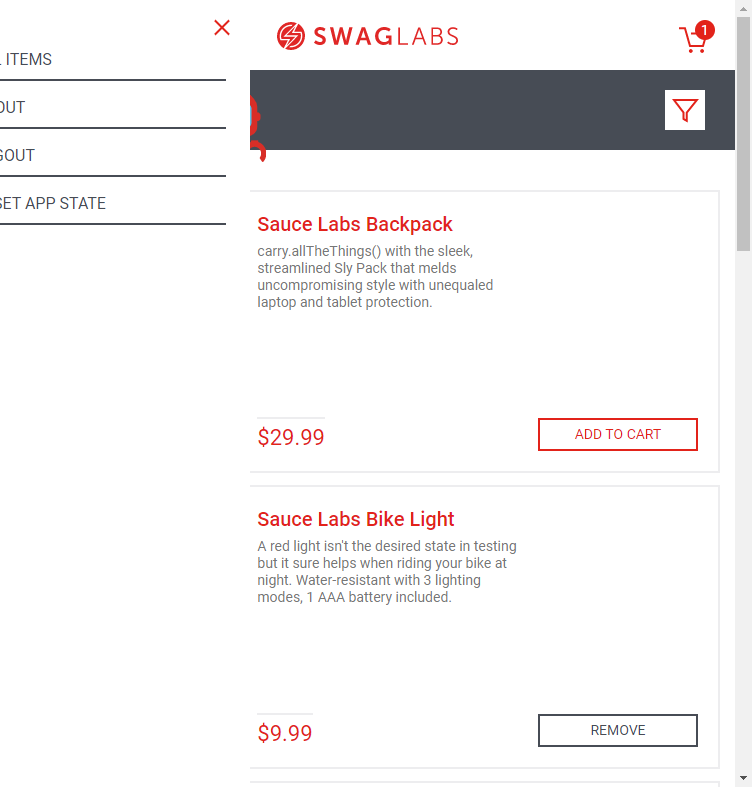 ITEMS
OUT
GOUT
SET APP STATE
SWAGLABS
1
Sauce Labs Backpack
carry.allTheThings() with the sleek,
streamlined Sly Pack that melds
uncompromising style with unequaled
laptop and tablet protection.
$29.99
ADD TO CART
Sauce Labs Bike Light
A red light isn't the desired state in testing
but it sure helps when riding your bike at
night. Water-resistant with 3 lighting
modes, 1 AAA battery included.
$9.99
REMOVE